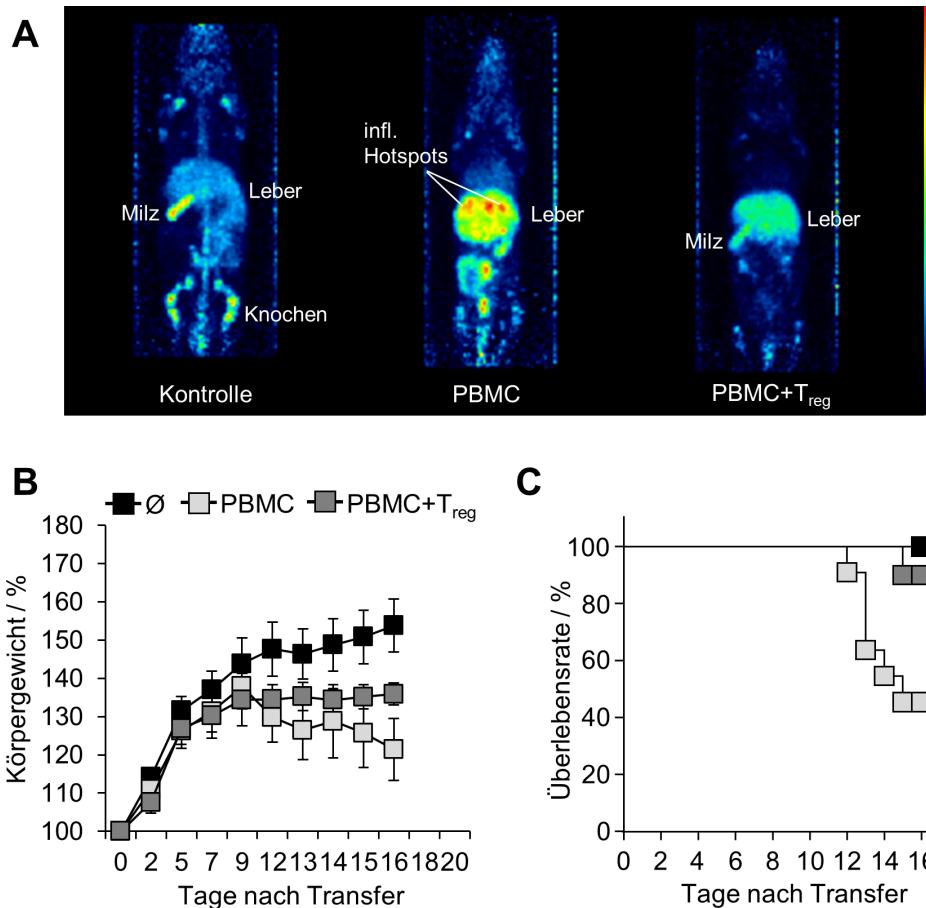 A
infl.
Hotspots
Leber
Milz
Knochen
Leber
Milz
Leber
Kontrolle
PBMC
PBMC+Treg
B
Ø PBMC PBMC+Treg
180
170
160
150
140
130
120
110
100
Körpergewicht / %
0 2 5 7 9 12 13 14 15 16 18 20
Tage nach Transfer
C
100
80
60
40
20
0
Überlebensrate / %
0 2 4 6 8 10 12 14 16
Tage nach Transfer